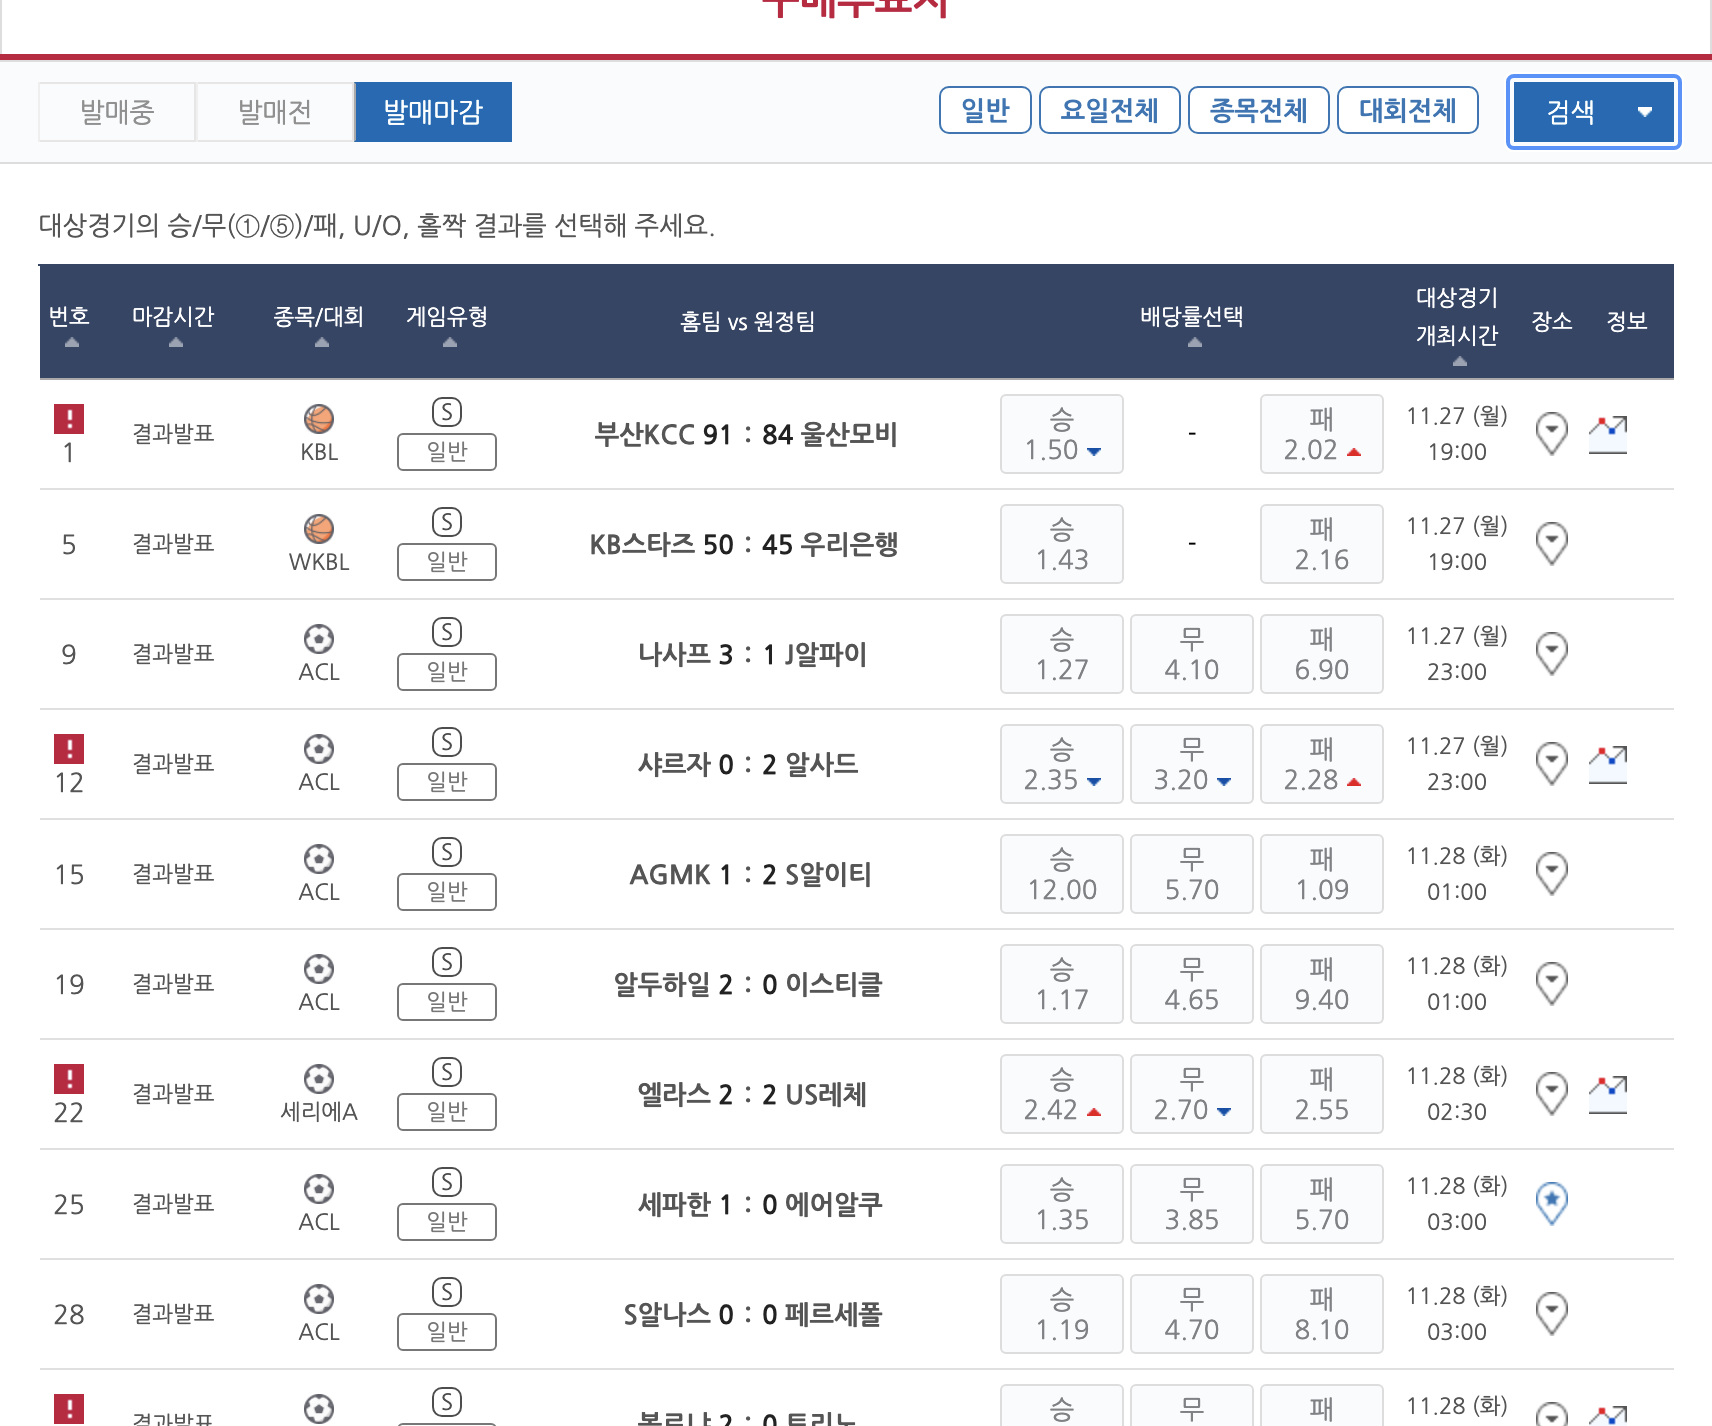 구매투표지
발매중 발매전 발매마감 일반 요일전체 종목전체 대회전체 검색
대상경기의 승/무(①/⑤)/패, U/O, 홀짝 결과를 선택해 주세요.
번호 마감시간 종목/대회 게임유형 홈팀 vs 원정팀 배당률선택 대상경기 개최시간 장소 정보
! 1 결과발표 KBL S 일반 부산KCC 91 : 84 울산모비 승 1.50 - 패 2.02 11.27 (월) 19:00
5 결과발표 WKBL S 일반 KB스타즈 50 : 45 우리은행 승 1.43 - 패 2.16 11.27 (월) 19:00
9 결과발표 ACL S 일반 나사프 3 : 1 J알파이 승 1.27 무 4.10 패 6.90 11.27 (월) 23:00
! 12 결과발표 ACL S 일반 샤르자 0 : 2 알사드 승 2.35 무 3.20 패 2.28 11.27 (월) 23:00
15 결과발표 ACL S 일반 AGMK 1 : 2 S알이티 승 12.00 무 5.70 패 1.09 11.28 (화) 01:00
19 결과발표 ACL S 일반 알두하일 2 : 0 이스티클 승 1.17 무 4.65 패 9.40 11.28 (화) 01:00
! 22 결과발표 세리에A S 일반 엘라스 2 : 2 US레체 승 2.42 무 2.70 패 2.55 11.28 (화) 02:30
25 결과발표 ACL S 일반 세파한 1 : 0 에어알쿠 승 1.35 무 3.85 패 5.70 11.28 (화) 03:00
28 결과발표 ACL S 일반 S알나스 0 : 0 페르세폴 승 1.19 무 4.70 패 8.10 11.28 (화) 03:00
! 결과발표 S 볼로냐 2 : 0 토리노 승 무 패 11.28 (화)